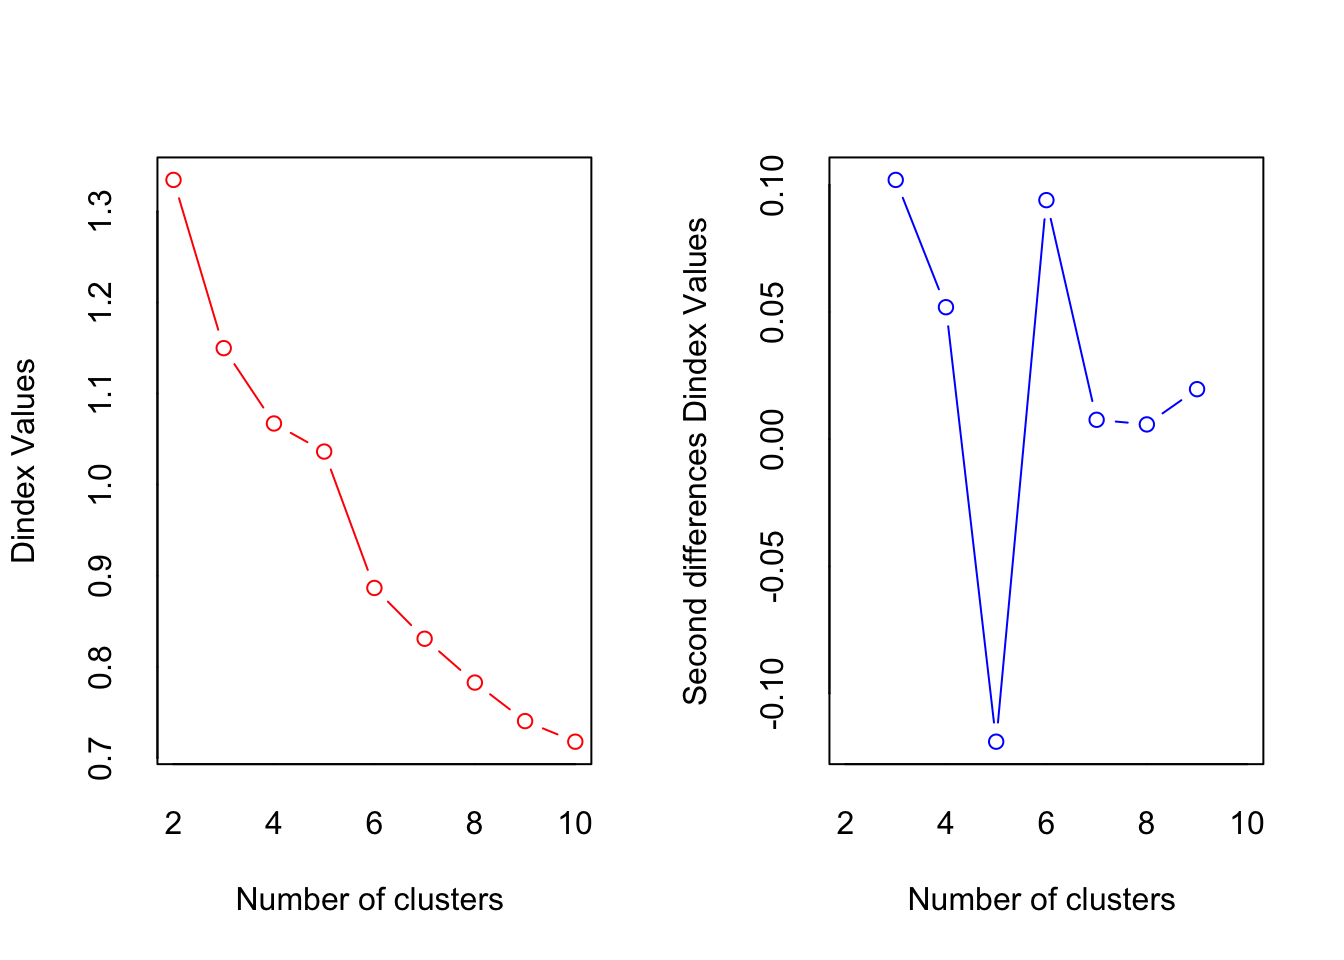 Dindex Values
1.3
1.2
1.1
1.0
0.9
0.8
0.7
2 4 6 8 10
Number of clusters
Second differences Dindex Values
0.10
0.05
0.00
-0.05
-0.10
2 4 6 8 10
Number of clusters